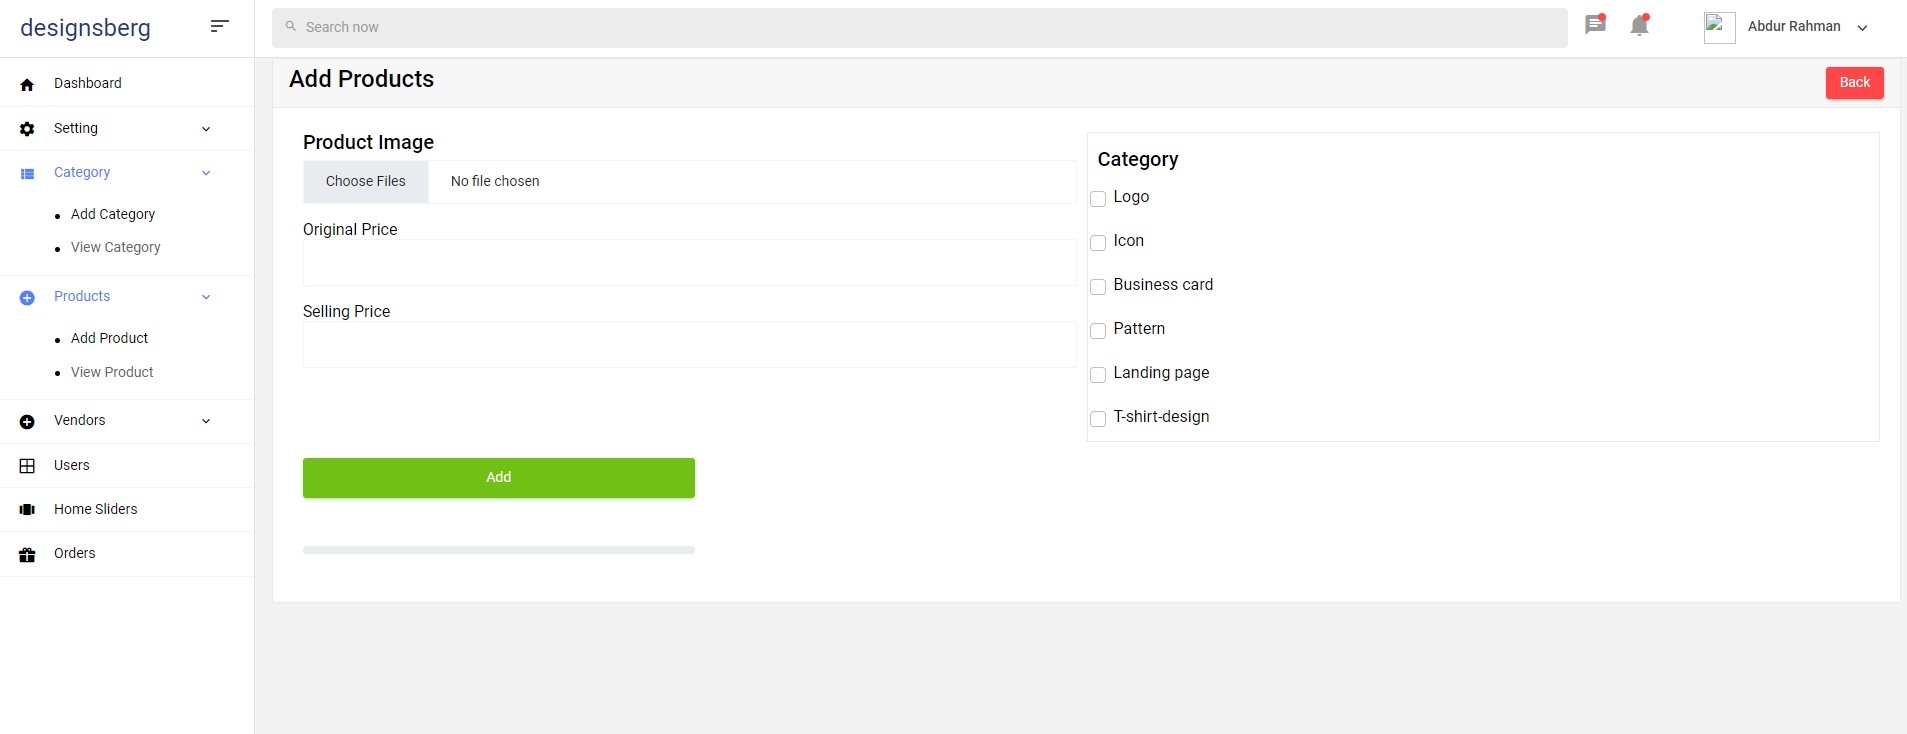 designsberg
Search now
Abdur Rahman
Dashboard
Setting
Category
Add Category
View Category
Products
Add Product
View Product
Vendors
Users
Home Sliders
Orders
Add Products
Back
Product Image
Choose Files No file chosen
Original Price
Selling Price
Add
Category
Logo
Icon
Business card
Pattern
Landing page
T-shirt-design